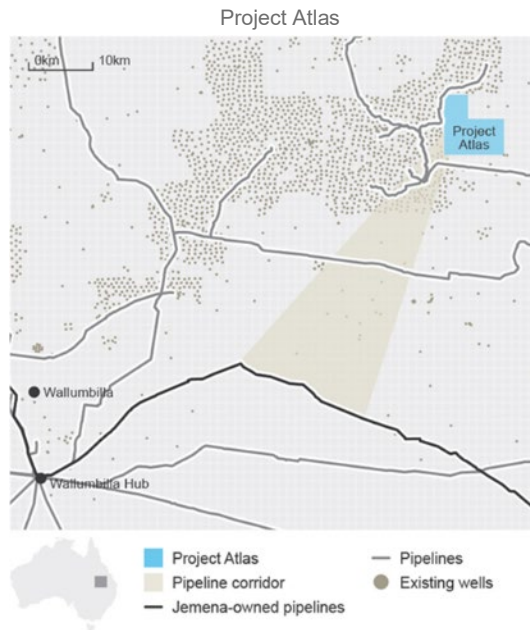 Project Atlas
0km 10km
Project
Atlas
Wallumbilla
Wallumbilla Hub
Project Atlas
Pipelines
Pipeline corridor
Existing wells
Jemena-owned pipelines